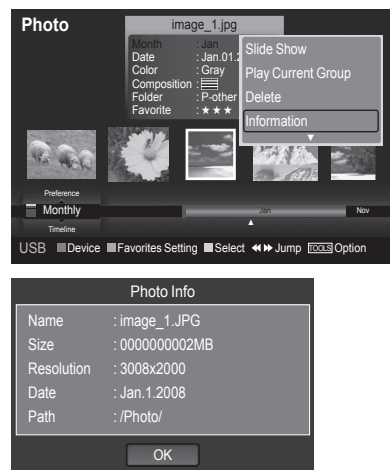 Photo
image_1.jpg
Month : Jan
Date : Jan.01.2
Color : Gray
Composition :
Folder : P-other
Favorite : ★ ★ ★
Slide Show
Play Current Group
Delete
Information
▼
Preference
Monthly
Timeline
Jan
Nov
▲
USB Device Favorites Setting Select ◄◄ ►► Jump TOOLS Option
Photo Info
Name : image_1.JPG
Size : 0000000002MB
Resolution : 3008x2000
Date : Jan.1.2008
Path : /Photo/
OK